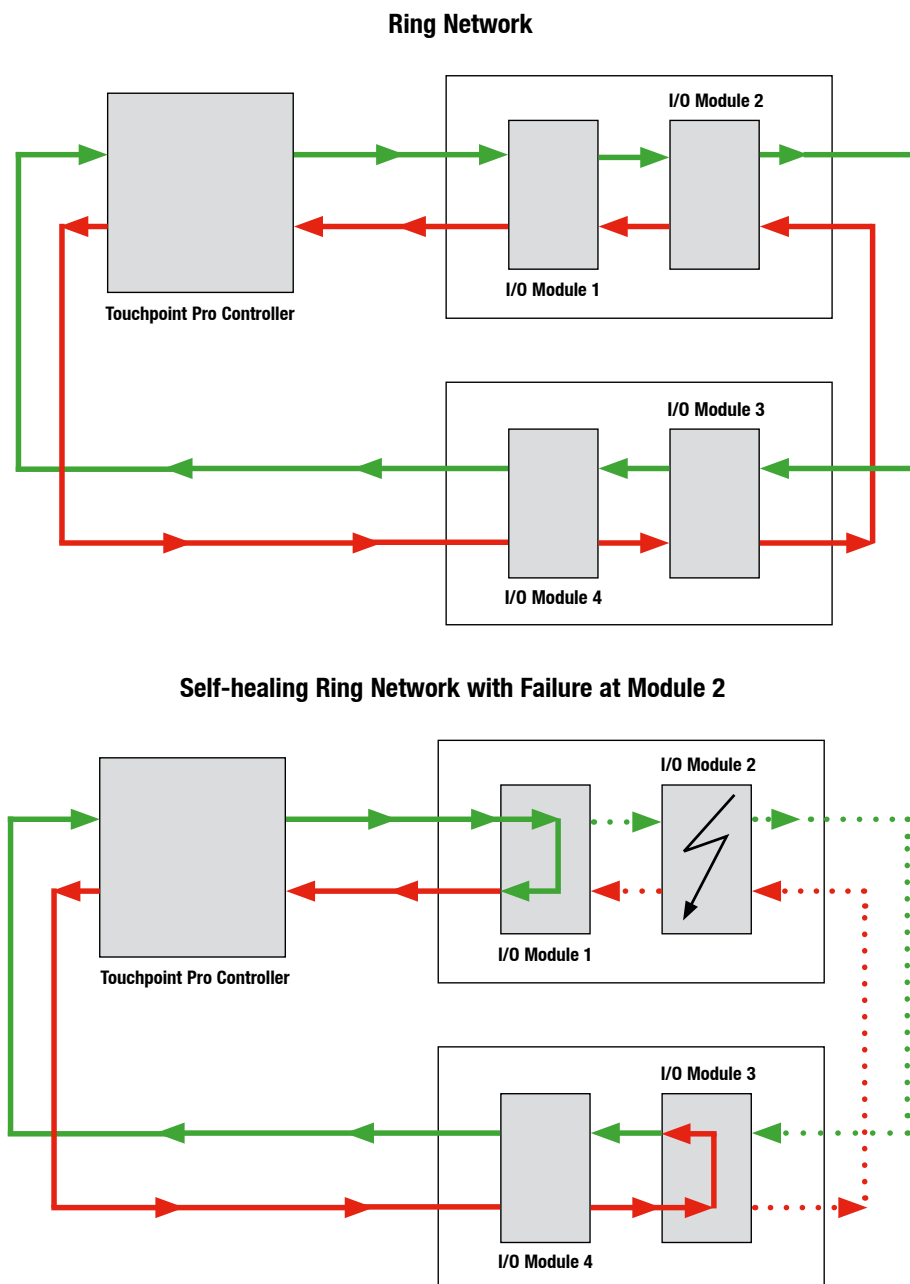 Ring Network
I/O Module 2
I/O Module 1
Touchpoint Pro Controller
I/O Module 3
I/O Module 4
Self-healing Ring Network with Failure at Module 2
I/O Module 2
I/O Module 1
Touchpoint Pro Controller
I/O Module 3
I/O Module 4